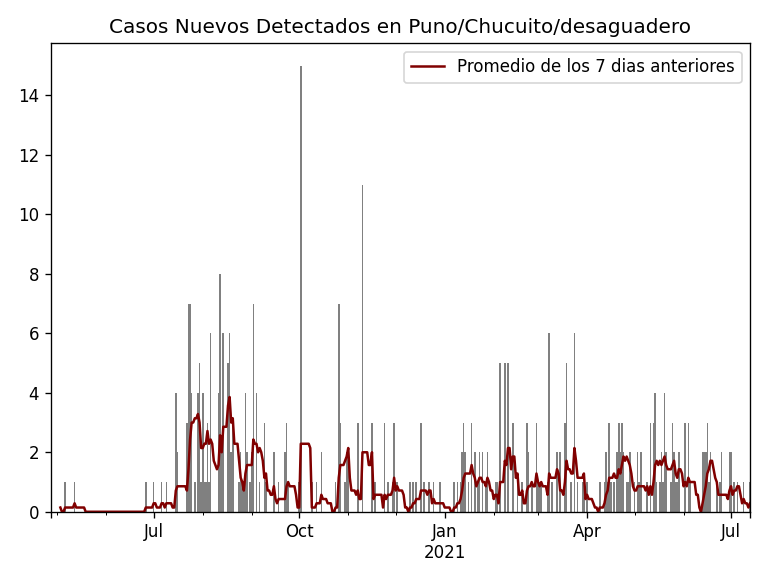 Casos Nuevos Detectados en Puno/Chucuito/desaguadero
Promedio de los 7 dias anteriores
14
12
10
8
6
4
2
0
Jul
Oct
Jan
2021
Apr
Jul